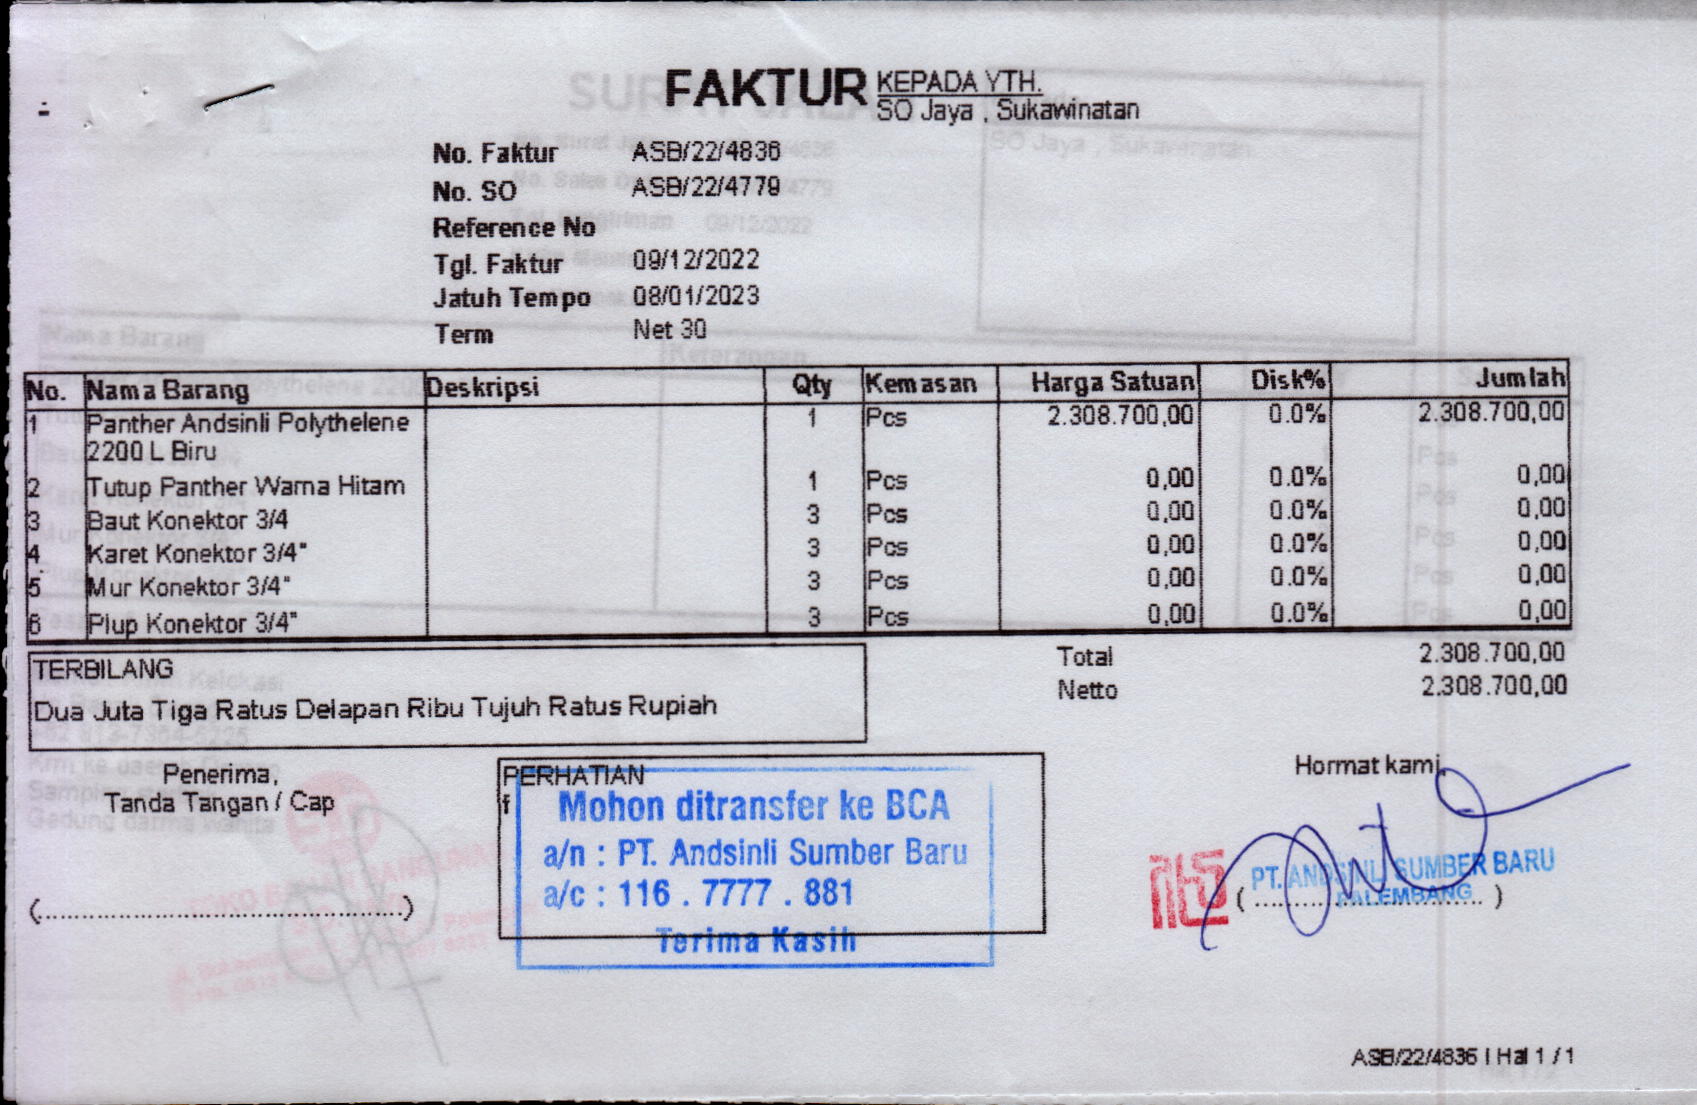 FAKTUR
KEPADA YTH.
SO Jaya , Sukawinatan
No. Faktur ASB/22/4836
No. SO ASB/22/4779
Reference No
Tgl. Faktur 09/12/2022
Jatuh Tempo 08/01/2023
Term Net 30
No. Nama Barang Deskripsi Qty Kemasan Harga Satuan Disk% Jumlah
1 Panther Andsinli Polythelene 1 Pcs 2.308.700,00 0.0% 2.308.700,00
2200 L Biru
2 Tutup Panther Warna Hitam 1 Pcs 0,00 0.0% 0,00
3 Baut Konektor 3/4 3 Pcs 0,00 0.0% 0,00
4 Karet Konektor 3/4" 3 Pcs 0,00 0.0% 0,00
5 Mur Konektor 3/4" 3 Pcs 0,00 0.0% 0,00
6 Plup Konektor 3/4" 3 Pcs 0,00 0.0% 0,00
TERBILANG
Dua Juta Tiga Ratus Delapan Ribu Tujuh Ratus Rupiah
Total 2.308.700,00
Netto 2.308.700,00
Penerima,
Tanda Tangan / Cap
(....................................................)
PERHATIAN
f
Mohon ditransfer ke BCA
a/n : PT. Andsinli Sumber Baru
a/c : 116 . 7777 . 881
Terima Kasih
Hormat kami,
PT. ANDSINLI SUMBER BARU
PALEMBANG
(................................)
ASB/22/4836 | Hal 1 / 1